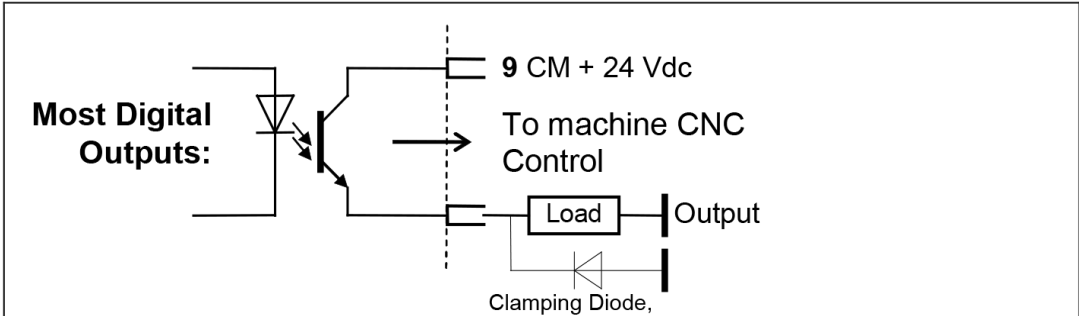 9 CM + 24 Vdc
Most Digital
Outputs:
To machine CNC
Control
Load
Output
Clamping Diode,